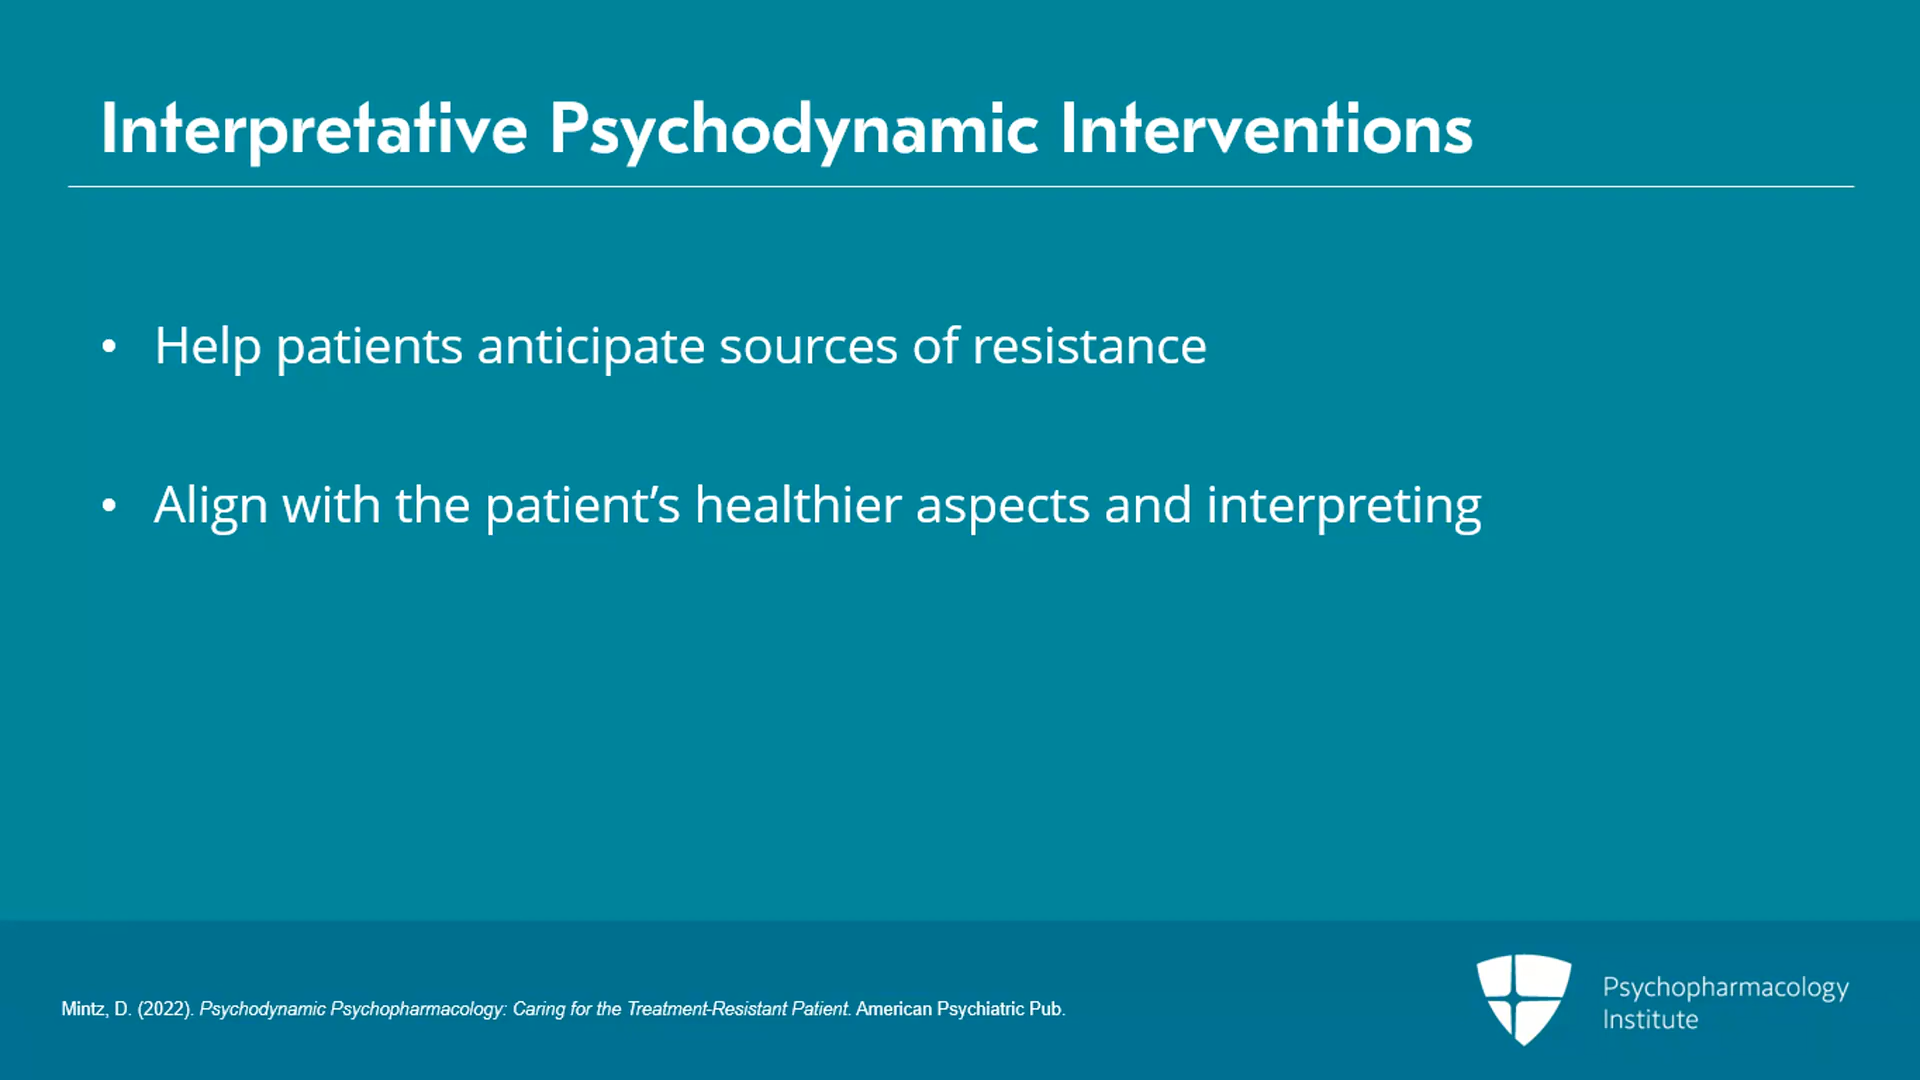 Interpretative Psychodynamic Interventions
• Help patients anticipate sources of resistance
• Align with the patient’s healthier aspects and interpreting
Mintz, D. (2022). Psychodynamic Psychopharmacology: Caring for the Treatment-Resistant Patient. American Psychiatric Pub.
Psychopharmacology
Institute